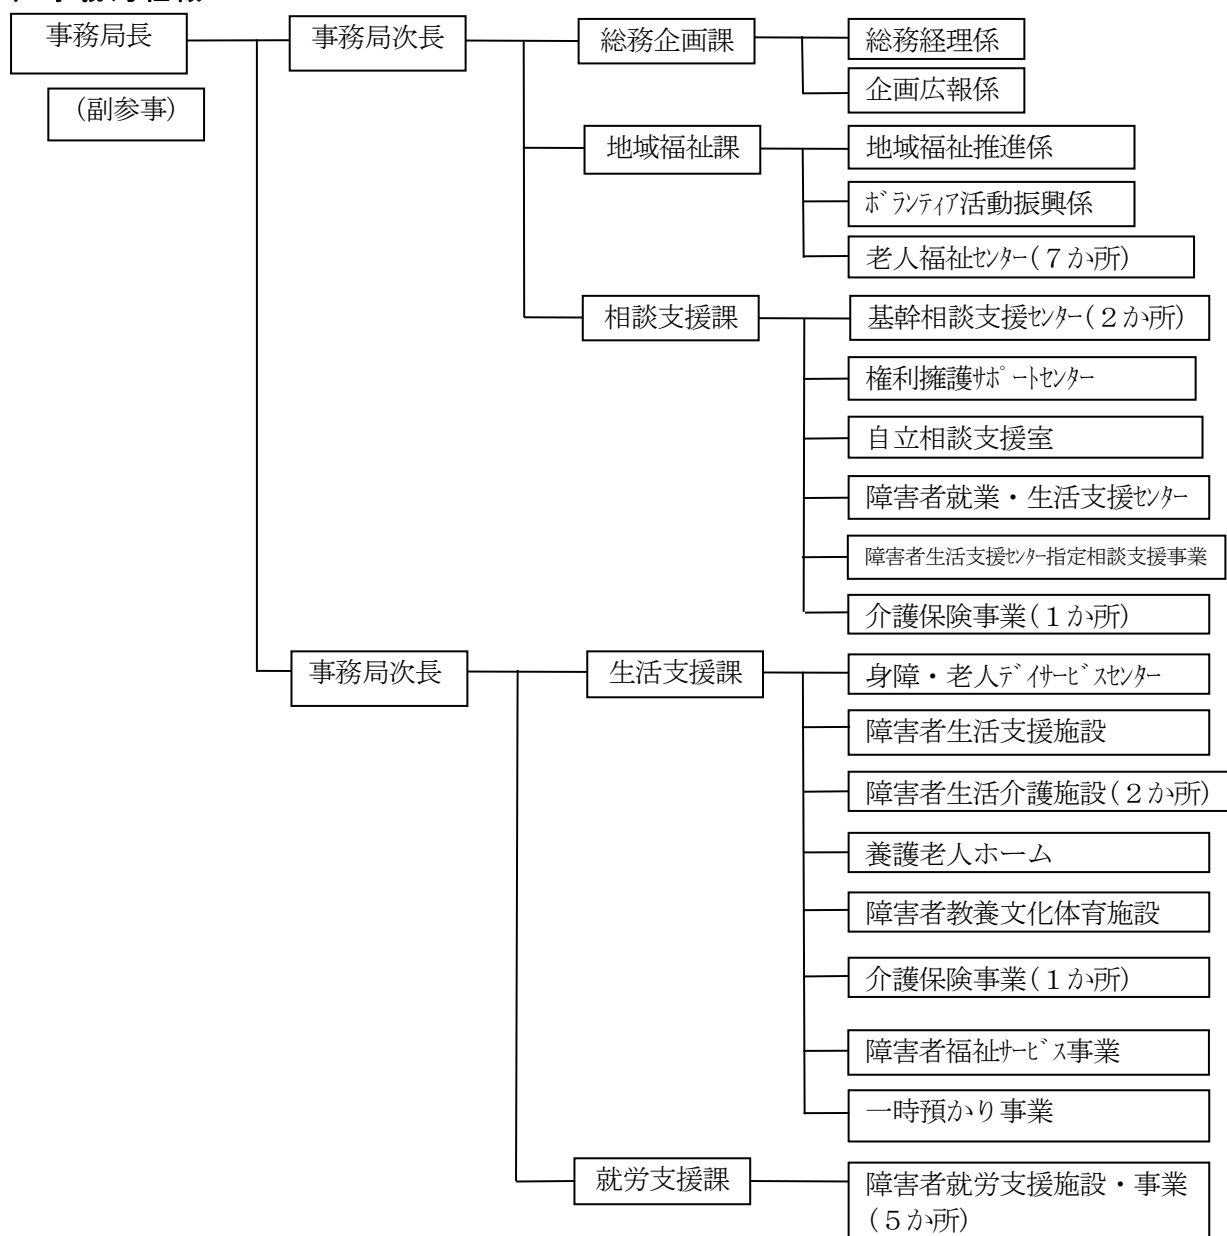 事務局長
(副参事)
事務局次長
総務企画課
総務経理係
企画広報係
地域福祉課
地域福祉推進係
ﾎﾞﾗﾝﾃｨｱ活動振興係
老人福祉ｾﾝﾀｰ(７か所)
相談支援課
基幹相談支援ｾﾝﾀｰ(２か所)
権利擁護ｻﾎﾟｰﾄｾﾝﾀｰ
自立相談支援室
障害者就業・生活支援ｾﾝﾀｰ
障害者生活支援ｾﾝﾀｰ指定相談支援事業
介護保険事業(１か所)
事務局次長
生活支援課
身障・老人ﾃﾞｲｻｰﾋﾞｽｾﾝﾀｰ
障害者生活支援施設
障害者生活介護施設(２か所)
養護老人ホーム
障害者教養文化体育施設
介護保険事業(１か所)
障害者福祉ｻｰﾋﾞｽ事業
一時預かり事業
就労支援課
障害者就労支援施設・事業
(５か所)